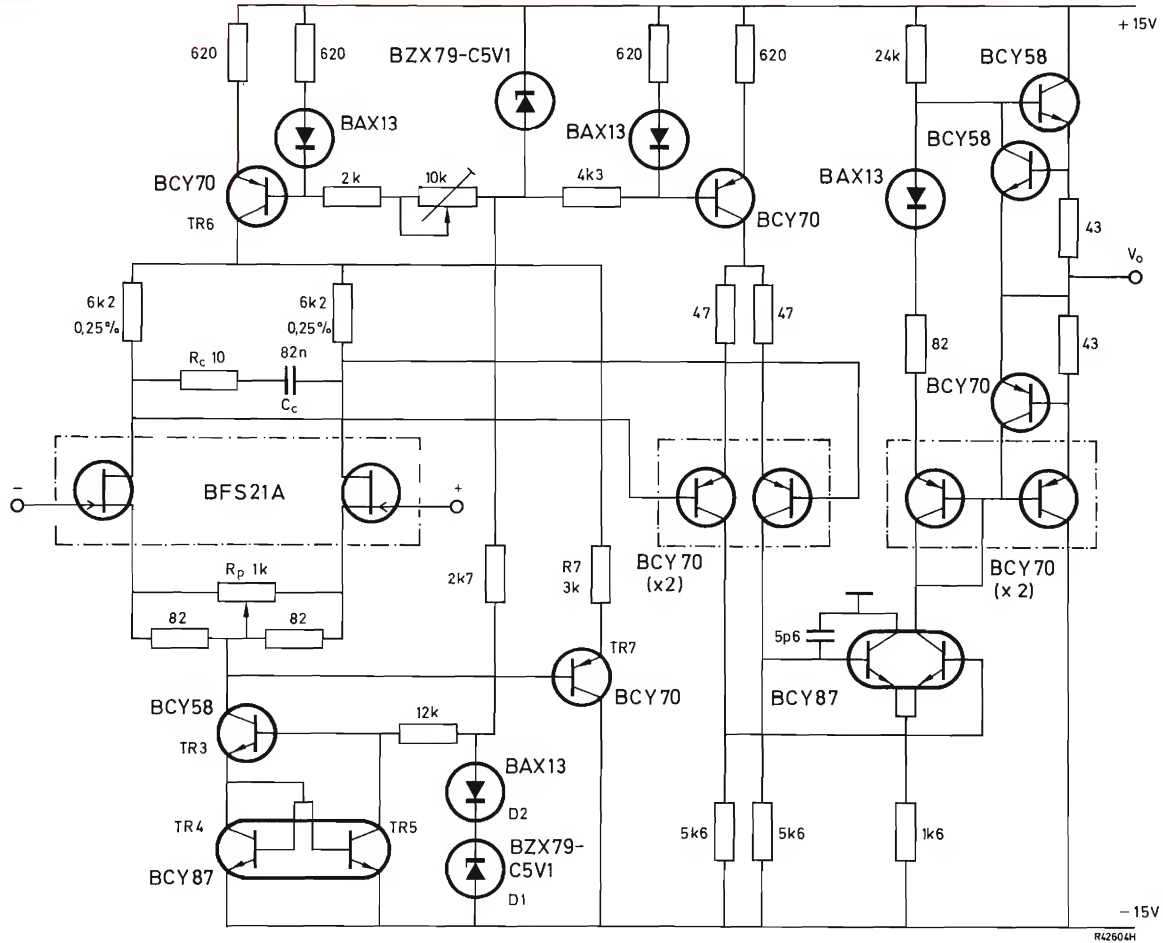 +15V
620
620
BZX79-C5V1
620
620
24k
BCY58
BAX13
BAX13
BCY58
BCY70
TR6
2k
10k
4k3
BCY70
BAX13
43
Vo
6k2
0,25%
6k2
0,25%
47
47
82
43
Rc 10
82n
Cc
BCY70
−
BFS21A
+
Rp 1k
82
82
2k7
R7
3k
BCY70
(x2)
BCY70
(x 2)
5p6
TR7
BCY70
BCY87
BCY58
TR3
12k
BAX13
D2
TR4
TR5
BZX79-
C5V1
D1
BCY87
5k6
5k6
1k6
−15V
R42604H